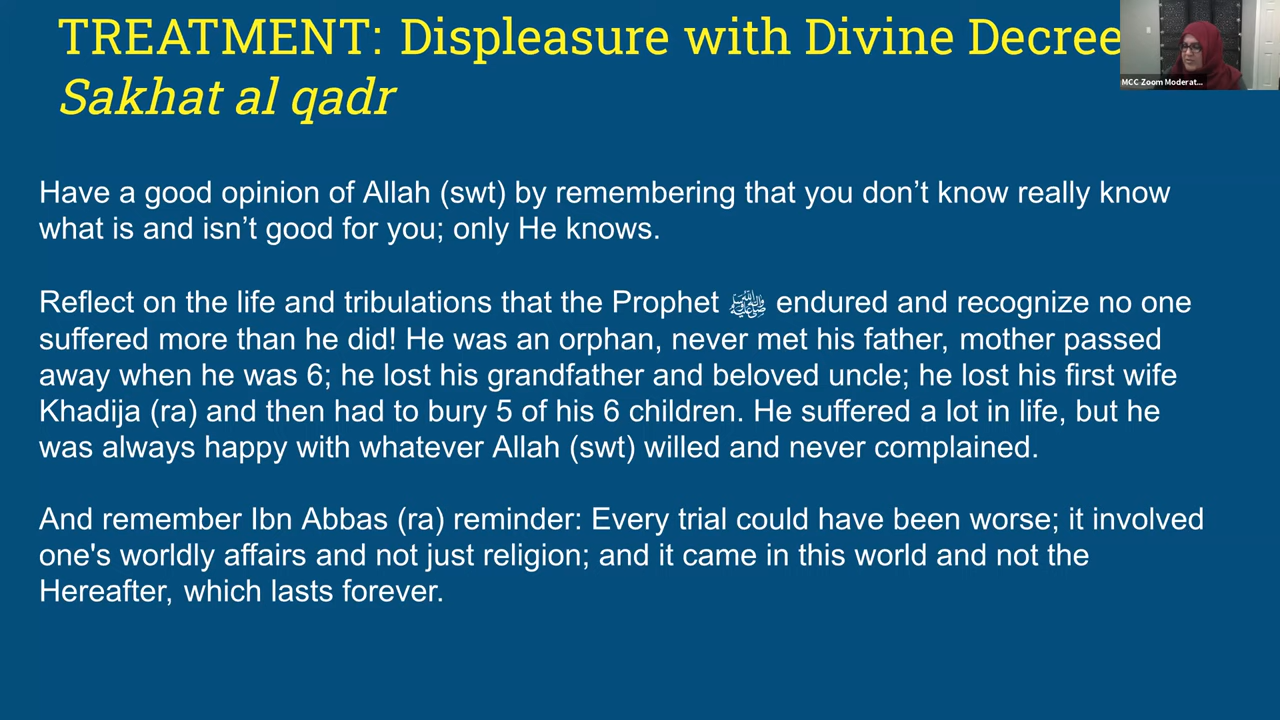 TREATMENT: Displeasure with Divine Decree
Sakhat al qadr
MCC Zoom Moderat...
Have a good opinion of Allah (swt) by remembering that you don’t know really know
what is and isn’t good for you; only He knows.
Reflect on the life and tribulations that the Prophet ﷺ endured and recognize no one
suffered more than he did! He was an orphan, never met his father, mother passed
away when he was 6; he lost his grandfather and beloved uncle; he lost his first wife
Khadija (ra) and then had to bury 5 of his 6 children. He suffered a lot in life, but he
was always happy with whatever Allah (swt) willed and never complained.
And remember Ibn Abbas (ra) reminder: Every trial could have been worse; it involved
one's worldly affairs and not just religion; and it came in this world and not the
Hereafter, which lasts forever.